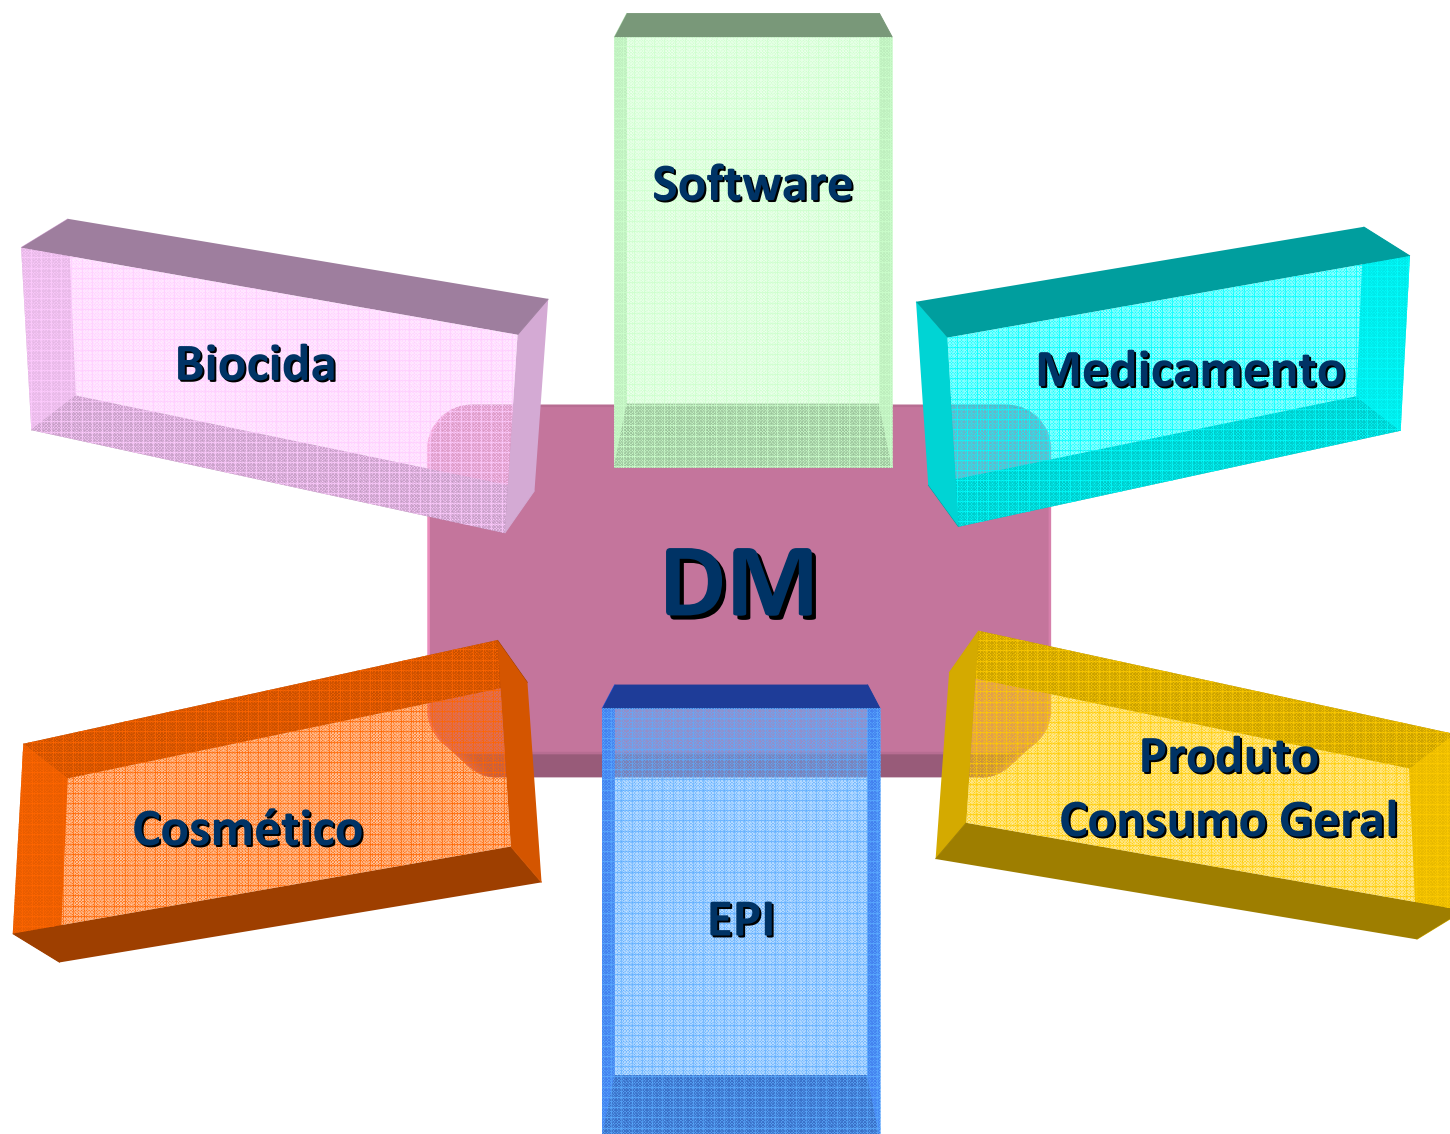 Software
Biocida
Medicamento
DM
Cosmético
Produto
Consumo Geral
EPI